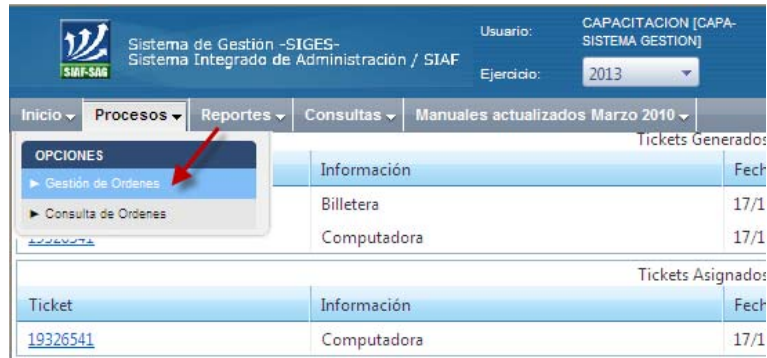 SIAF-SAG
Sistema de Gestión -SIGES-
Sistema Integrado de Administración / SIAF
Usuario:
CAPACITACION [CAPA-
SISTEMA GESTION]
Ejercicio:
2013
Inicio Procesos Reportes Consultas Manuales actualizados Marzo 2010
Tickets Generados
OPCIONES
Gestión de Ordenes
Consulta de Ordenes
Información Fech
Billetera 17/1
19326541 Computadora 17/1
Tickets Asignados
Ticket Información Fech
19326541 Computadora 17/1